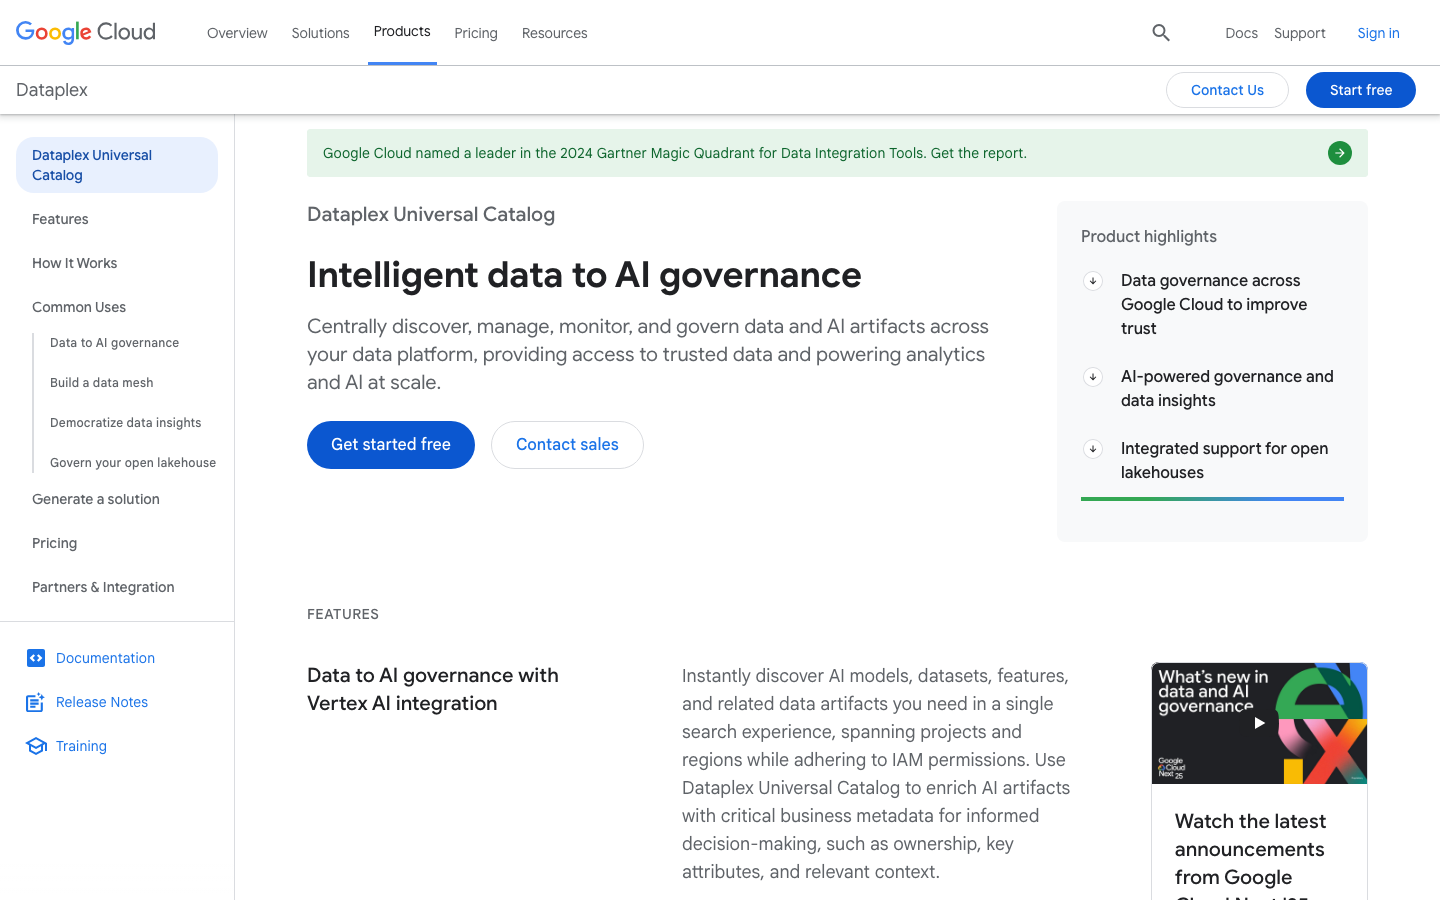 Google Cloud
Overview
Solutions
Products
Pricing
Resources
Docs
Support
Sign in
Dataplex
Contact Us
Start free
Dataplex Universal
Catalog
Features
How It Works
Common Uses
Data to AI governance
Build a data mesh
Democratize data insights
Govern your open lakehouse
Generate a solution
Pricing
Partners & Integration
Documentation
Release Notes
Training
Google Cloud named a leader in the 2024 Gartner Magic Quadrant for Data Integration Tools. Get the report.
Dataplex Universal Catalog
Intelligent data to AI governance
Centrally discover, manage, monitor, and govern data and AI artifacts across
your data platform, providing access to trusted data and powering analytics
and AI at scale.
Get started free
Contact sales
Product highlights
Data governance across
Google Cloud to improve
trust
AI-powered governance and
data insights
Integrated support for open
lakehouses
FEATURES
Data to AI governance with
Vertex AI integration
Instantly discover AI models, datasets, features,
and related data artifacts you need in a single
search experience, spanning projects and
regions while adhering to IAM permissions. Use
Dataplex Universal Catalog to enrich AI artifacts
with critical business metadata for informed
decision-making, such as ownership, key
attributes, and relevant context.
What's new in
data and AI
governance
Google
Cloud
Next 25
Watch the latest
announcements
from Google
Cloud Next '25